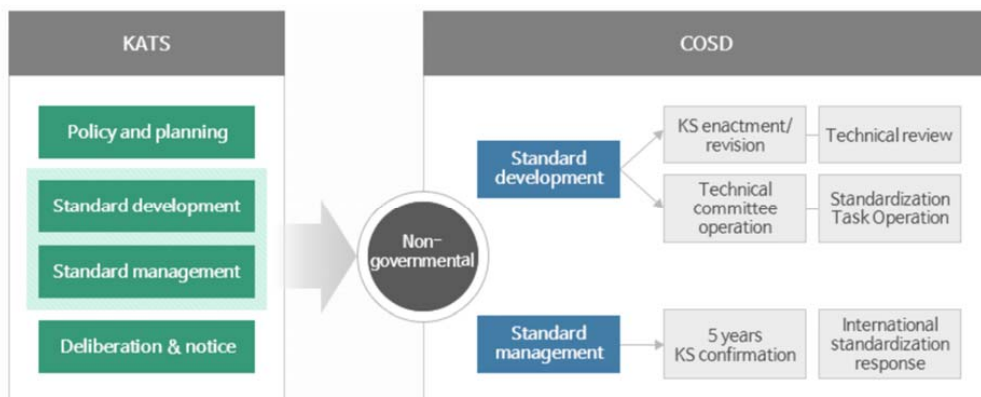 KATS
Policy and planning
Standard development
Standard management
Deliberation & notice
Non-
governmental
COSD
Standard
development
KS enactment/
revision
Technical review
Technical
committee
operation
Standardization
Task Operation
Standard
management
5 years
KS confirmation
International
standardization
response